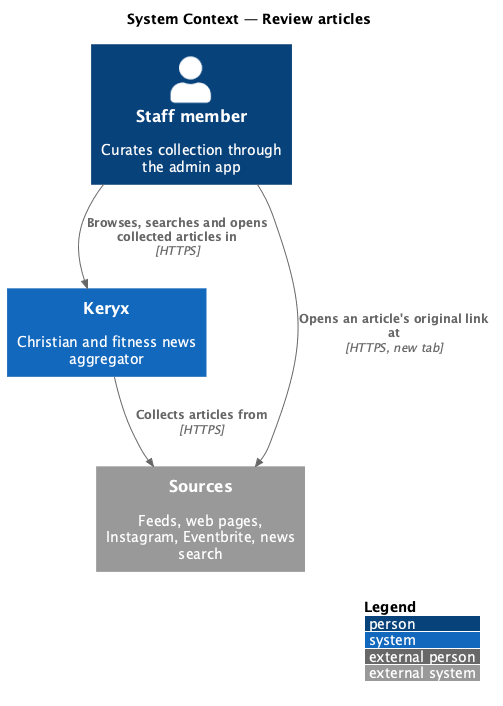 System Context — Review articles
Staff member
Curates collection through
the admin app
Browses, searches and opens
collected articles in
[HTTPS]
Keryx
Christian and fitness news
aggregator
Opens an article's original link
at
[HTTPS, new tab]
Collects articles from
[HTTPS]
Sources
Feeds, web pages,
Instagram, Eventbrite, news
search
Legend
person
system
external person
external system